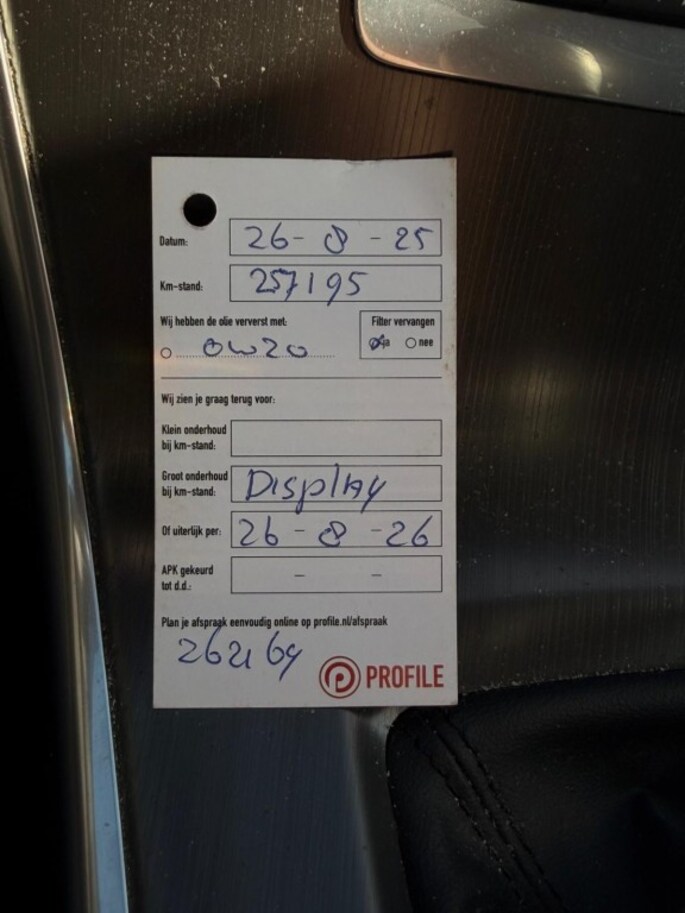 Datum: 26 - 8 - 25
Km-stand: 257195
Wij hebben de olie ververst met:
0W20
Filter vervangen
ja nee
Wij zien je graag terug voor:
Klein onderhoud
bij km-stand:
Groot onderhoud
bij km-stand: Display
Of uiterlijk per: 26 - 8 - 26
APK gekeurd
tot d.d.: - -
Plan je afspraak eenvoudig online op profile.nl/afspraak
PROFILE